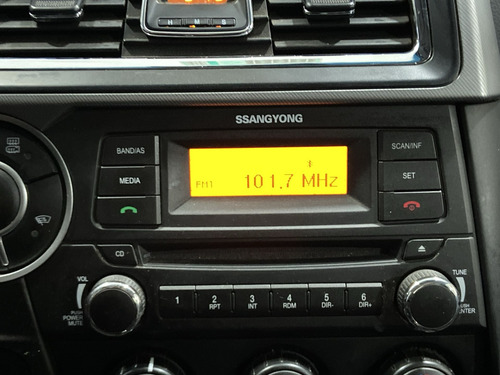 H M S
SSANGYONG
BAND/AS
SCAN/INF
MEDIA
FM1 101.7 MHz
SET
CD
VOL
PUSH
POWER
MUTE
1 2 3 4 5 6
RPT INT RDM DIR- DIR+
TUNE
PUSH
ENTER